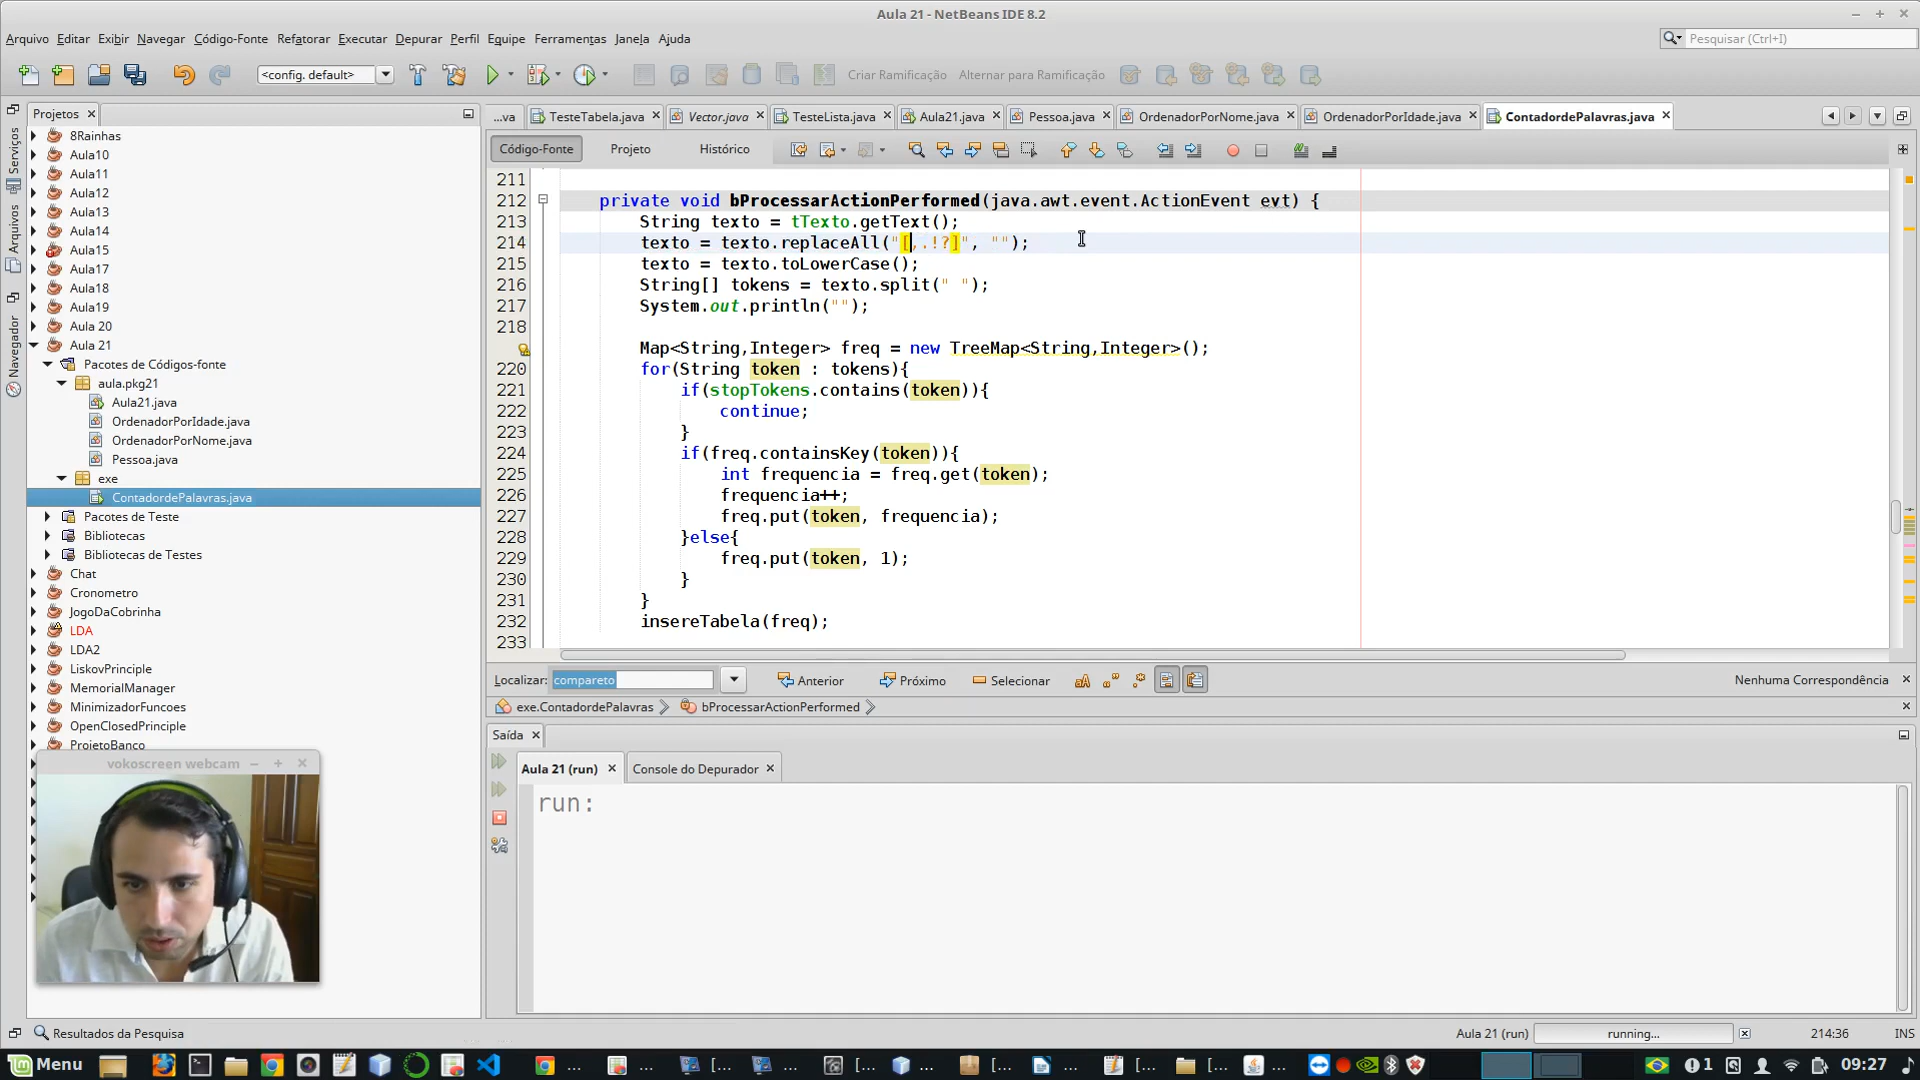 Aula 21 - NetBeans IDE 8.2
Arquivo Editar Exibir Navegar Código-Fonte Refatorar Executar Depurar Perfil Equipe Ferramentas Janela Ajuda
Pesquisar (Ctrl+I)
<config. default>
Criar Ramificação Alternar para Ramificação
Projetos
...va TesteTabela.java Vector.java TesteLista.java Aula21.java Pessoa.java OrdenadorPorNome.java OrdenadorPorIdade.java ContadordePalavras.java
Código-Fonte Projeto Histórico
Serviços
Arquivos
Navegador
8Rainhas
Aula10
Aula11
Aula12
Aula13
Aula14
Aula15
Aula17
Aula18
Aula19
Aula 20
Aula 21
Pacotes de Códigos-fonte
aula.pkg21
Aula21.java
OrdenadorPorIdade.java
OrdenadorPorNome.java
Pessoa.java
exe
ContadordePalavras.java
Pacotes de Teste
Bibliotecas
Bibliotecas de Testes
Chat
Cronometro
JogoDaCobrinha
LDA
LDA2
LiskovPrinciple
MemorialManager
MinimizadorFuncoes
OpenClosedPrinciple
ProjetoBanco
211
212 private void bProcessarActionPerformed(java.awt.event.ActionEvent evt) {
213 String texto = tTexto.getText();
214 texto = texto.replaceAll("[,.!?]", "");
215 texto = texto.toLowerCase();
216 String[] tokens = texto.split(" ");
217 System.out.println("");
218
Map<String,Integer> freq = new TreeMap<String,Integer>();
220 for(String token : tokens){
221 if(stopTokens.contains(token)){
222 continue;
223 }
224 if(freq.containsKey(token)){
225 int frequencia = freq.get(token);
226 frequencia++;
227 freq.put(token, frequencia);
228 }else{
229 freq.put(token, 1);
230 }
231 }
232 insereTabela(freq);
233
Localizar: compareto Anterior Próximo Selecionar Nenhuma Correspondência
exe.ContadordePalavras bProcessarActionPerformed
Saída
Aula 21 (run) Console do Depurador
run:
vokoscreen webcam
Resultados da Pesquisa
Aula 21 (run) running... 214:36 INS
Menu ... ... [... ... [... [... [... ... [... [... ... 1 09:27